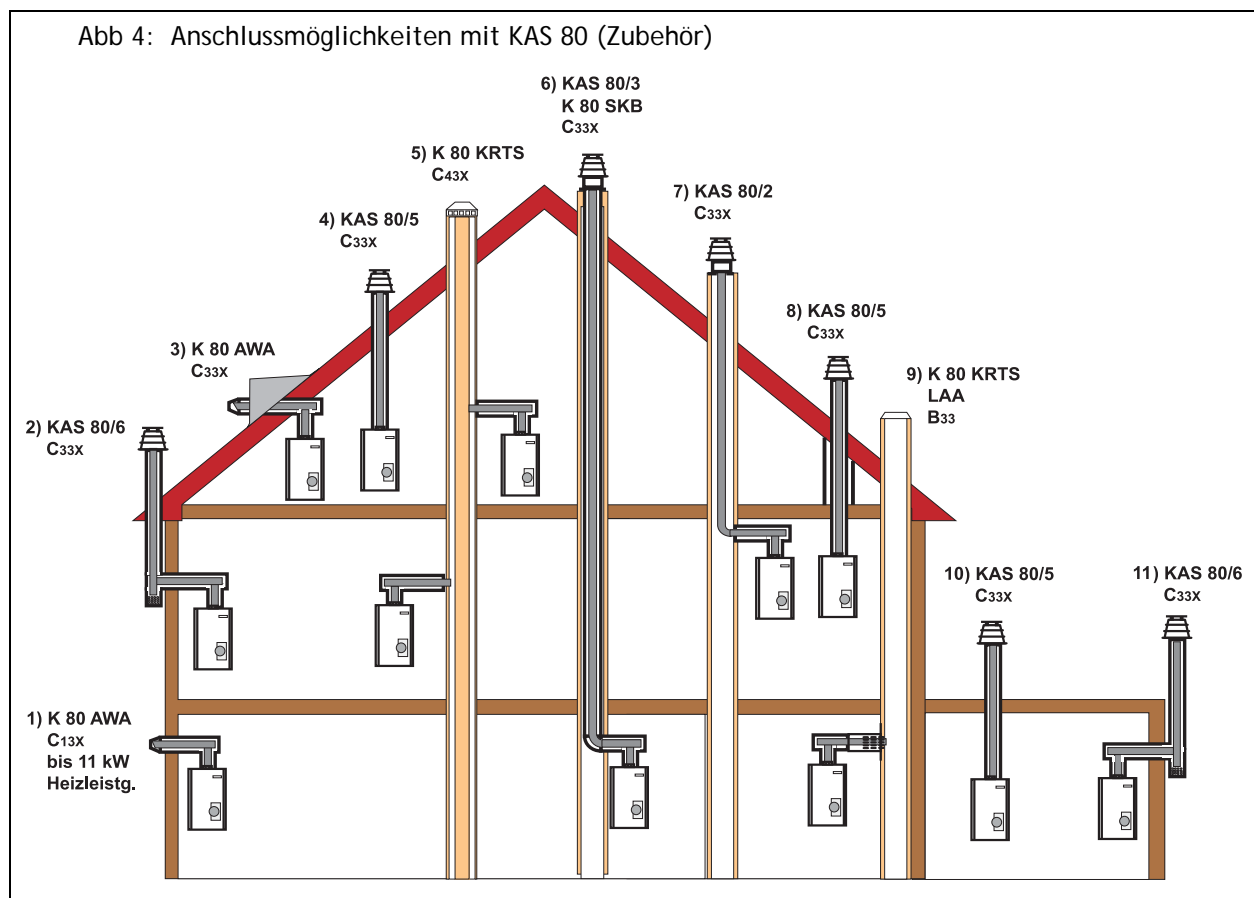 Abb 4: Anschlussmöglichkeiten mit KAS 80 (Zubehör)
6) KAS 80/3
K 80 SKB
C33X
5) K 80 KRTS
C43X
7) KAS 80/2
C33X
4) KAS 80/5
C33X
8) KAS 80/5
C33X
3) K 80 AWA
C33X
9) K 80 KRTS
LAA
B33
2) KAS 80/6
C33X
10) KAS 80/5
C33X
11) KAS 80/6
C33X
1) K 80 AWA
C13X
bis 11 kW
Heizleistg.